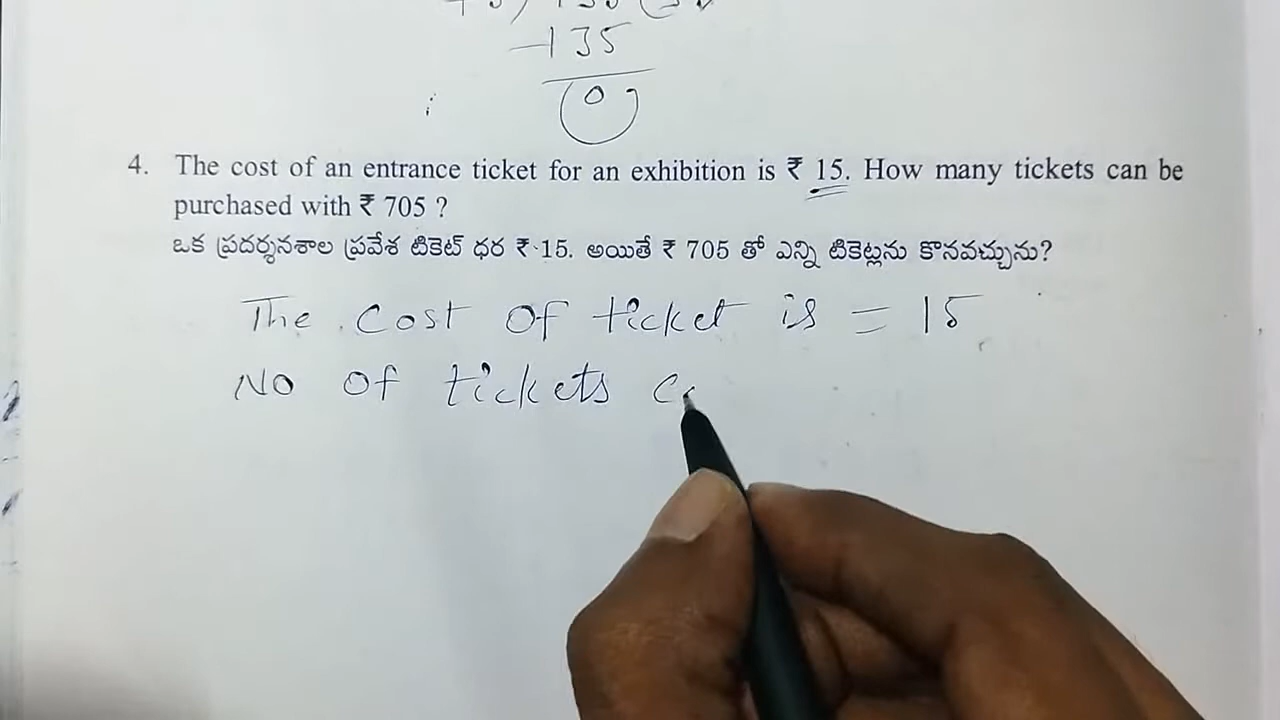 -135
0
4. The cost of an entrance ticket for an exhibition is ₹ 15. How many tickets can be
purchased with ₹ 705 ?
ఒక ప్రదర్శనశాల ప్రవేశ టికెట్ ధర ₹ 15. అయితే ₹ 705 తో ఎన్ని టికెట్లను కొనవచ్చును?
The cost of ticket is = 15
No of tickets